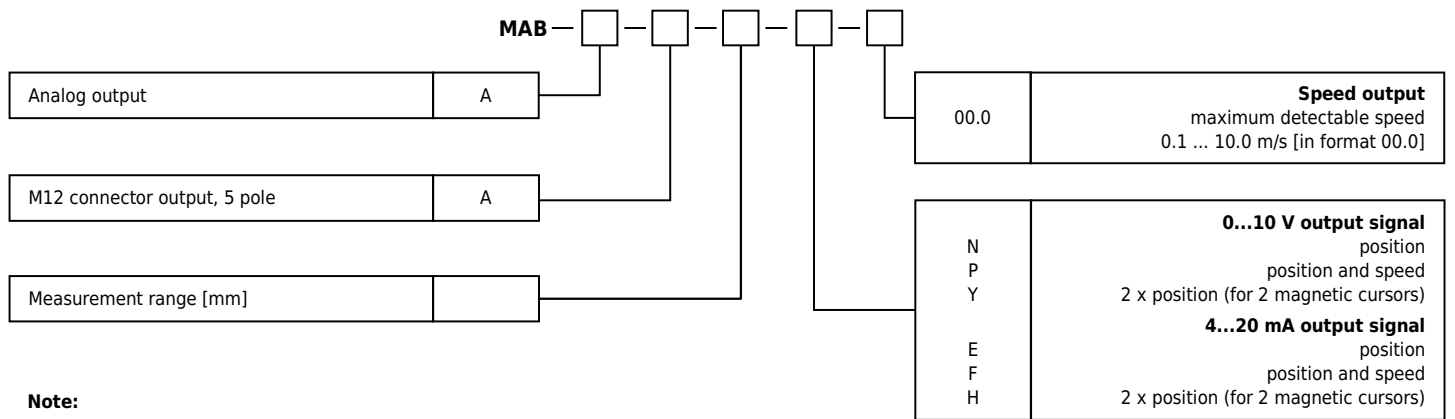 MAB
Analog output A
M12 connector output, 5 pole A
Measurement range [mm]
Note:
00.0
Speed output
maximum detectable speed
0.1 ... 10.0 m/s [in format 00.0]
0...10 V output signal
N position
P position and speed
Y 2 x position (for 2 magnetic cursors)
4...20 mA output signal
E position
F position and speed
H 2 x position (for 2 magnetic cursors)